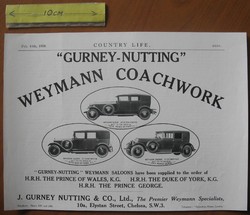 10CM
COUNTRY LIFE.
"GURNEY-NUTTING"
WEYMANN COACHWORK
"GURNEY-NUTTING" WEYMANN SALOONS have been supplied to the order of
H.R.H. THE PRINCE OF WALES, K.G. H.R.H. THE DUKE OF YORK, K.G.
H.R.H. THE PRINCE GEORGE.
J. GURNEY NUTTING & CO., Ltd., The Premier Weymann Specialists,
Elystan Street, Chelsea, S.W.3.